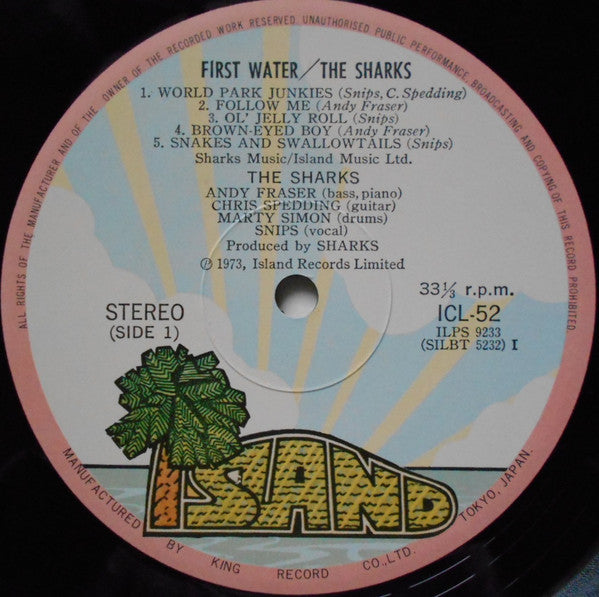 ALL RIGHTS OF THE MANUFACTURER AND OF THE OWNER OF THE RECORDED WORK RESERVED. UNAUTHORISED PUBLIC PERFORMANCE, BROADCASTING AND COPYING OF THIS RECORD PROHIBITED.
FIRST WATER/THE SHARKS
1. WORLD PARK JUNKIES (Snips, C. Spedding)
2. FOLLOW ME (Andy Fraser)
3. OL' JELLY ROLL (Snips)
4. BROWN-EYED BOY (Andy Fraser)
5. SNAKES AND SWALLOWTAILS (Snips)
Sharks Music/Island Music Ltd.
THE SHARKS
ANDY FRASER (bass, piano)
CHRIS SPEDDING (guitar)
MARTY SIMON (drums)
SNIPS (vocal)
Produced by SHARKS
Ⓟ 1973, Island Records Limited
STEREO
(SIDE 1)
33⅓ r.p.m.
ICL-52
ILPS 9233
(SILBT 5232) I
ISLAND
MANUFACTURED BY KING RECORD CO., LTD. TOKYO, JAPAN.